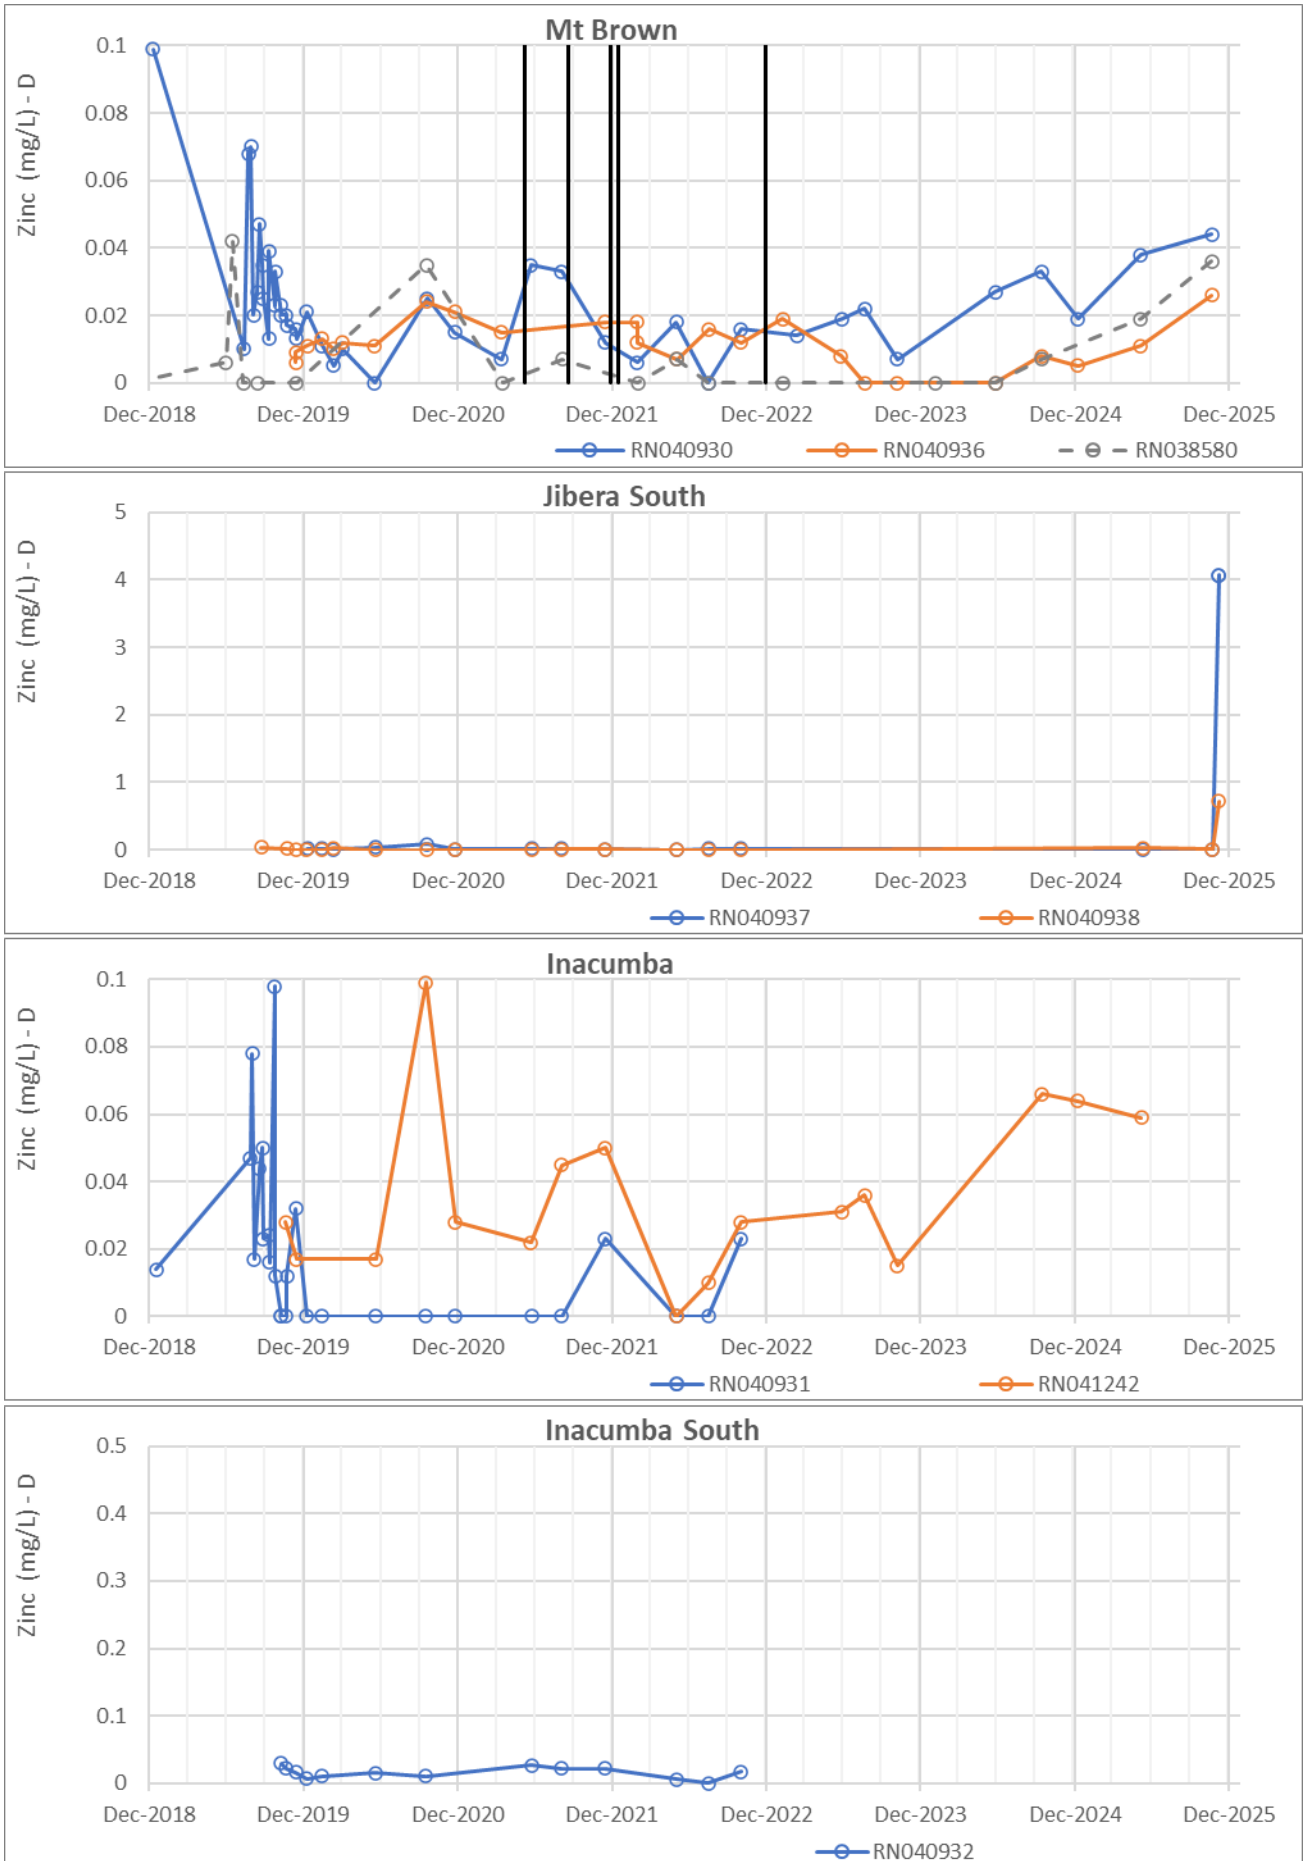 Mt Brown
Zinc (mg/L) - D
0.1
0.08
0.06
0.04
0.02
0
Dec-2018 Dec-2019 Dec-2020 Dec-2021 Dec-2022 Dec-2023 Dec-2024 Dec-2025
RN040930 RN040936 RN038580
Jibera South
Zinc (mg/L) - D
5
4
3
2
1
0
Dec-2018 Dec-2019 Dec-2020 Dec-2021 Dec-2022 Dec-2023 Dec-2024 Dec-2025
RN040937 RN040938
Inacumba
Zinc (mg/L) - D
0.1
0.08
0.06
0.04
0.02
0
Dec-2018 Dec-2019 Dec-2020 Dec-2021 Dec-2022 Dec-2023 Dec-2024 Dec-2025
RN040931 RN041242
Inacumba South
Zinc (mg/L) - D
0.5
0.4
0.3
0.2
0.1
0
Dec-2018 Dec-2019 Dec-2020 Dec-2021 Dec-2022 Dec-2023 Dec-2024 Dec-2025
RN040932